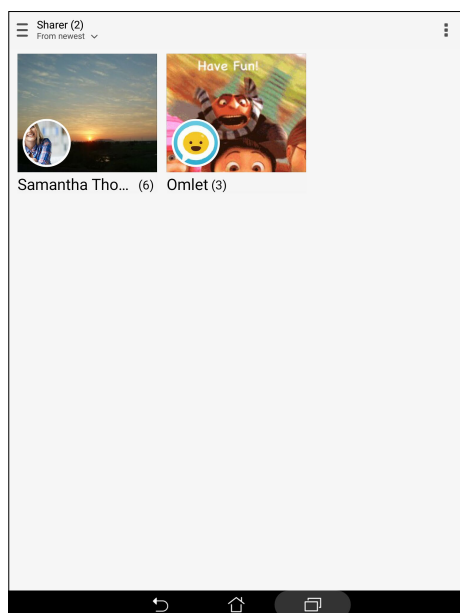 Sharer (2)
From newest
Have Fun!
Samantha Tho... (6)
Omlet (3)